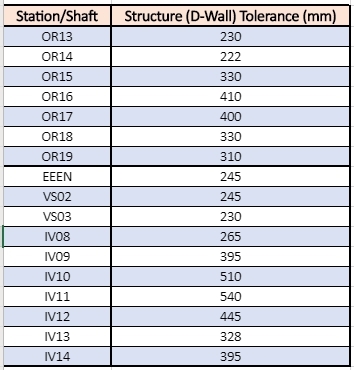 Station/Shaft Structure (D-Wall) Tolerance (mm)
OR13 230
OR14 222
OR15 330
OR16 410
OR17 400
OR18 330
OR19 310
EEEN 245
VS02 245
VS03 230
IV08 265
IV09 395
IV10 510
IV11 540
IV12 445
IV13 328
IV14 395